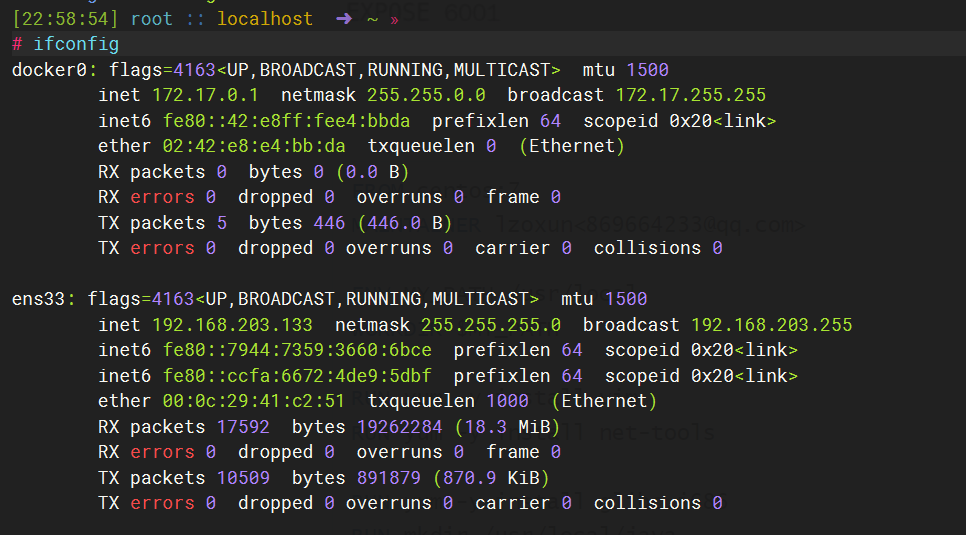 [22:58:54] root :: localhost ➜ ~ »
# ifconfig
docker0: flags=4163<UP,BROADCAST,RUNNING,MULTICAST>  mtu 1500
        inet 172.17.0.1  netmask 255.255.0.0  broadcast 172.17.255.255
        inet6 fe80::42:e8ff:fee4:bbda  prefixlen 64  scopeid 0x20<link>
        ether 02:42:e8:e4:bb:da  txqueuelen 0  (Ethernet)
        RX packets 0  bytes 0 (0.0 B)
        RX errors 0  dropped 0  overruns 0  frame 0
        TX packets 5  bytes 446 (446.0 B)
        TX errors 0  dropped 0 overruns 0  carrier 0  collisions 0

ens33: flags=4163<UP,BROADCAST,RUNNING,MULTICAST>  mtu 1500
        inet 192.168.203.133  netmask 255.255.255.0  broadcast 192.168.203.255
        inet6 fe80::7944:7359:3660:6bce  prefixlen 64  scopeid 0x20<link>
        inet6 fe80::ccfa:6672:4de9:5dbf  prefixlen 64  scopeid 0x20<link>
        ether 00:0c:29:41:c2:51  txqueuelen 1000  (Ethernet)
        RX packets 17592  bytes 19262284 (18.3 MiB)
        RX errors 0  dropped 0  overruns 0  frame 0
        TX packets 10509  bytes 891879 (870.9 KiB)
        TX errors 0  dropped 0 overruns 0  carrier 0  collisions 0
EXPOSE 6001
net-tools